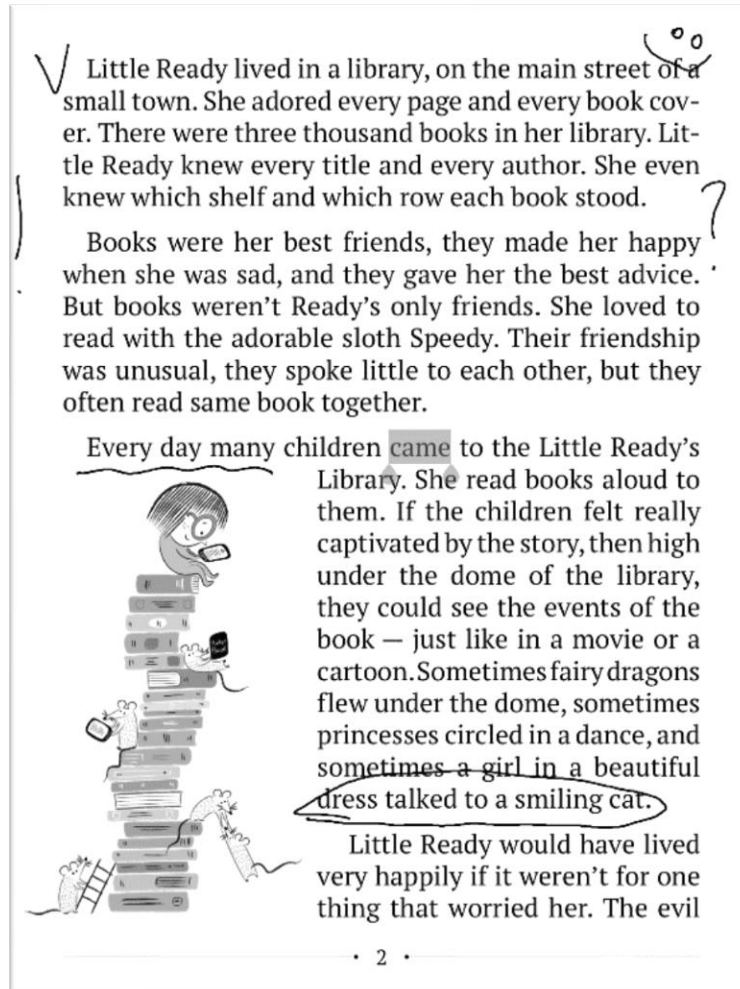 Little Ready lived in a library, on the main street of a
small town. She adored every page and every book cov-
er. There were three thousand books in her library. Lit-
tle Ready knew every title and every author. She even
knew which shelf and which row each book stood.
Books were her best friends, they made her happy
when she was sad, and they gave her the best advice.
But books weren’t Ready’s only friends. She loved to
read with the adorable sloth Speedy. Their friendship
was unusual, they spoke little to each other, but they
often read same book together.
Every day many children came to the Little Ready’s
Library. She read books aloud to
them. If the children felt really
captivated by the story, then high
under the dome of the library,
they could see the events of the
book — just like in a movie or a
cartoon. Sometimes fairy dragons
flew under the dome, sometimes
princesses circled in a dance, and
sometimes a girl in a beautiful
dress talked to a smiling cat.
Little Ready would have lived
very happily if it weren’t for one
thing that worried her. The evil
• 2 •